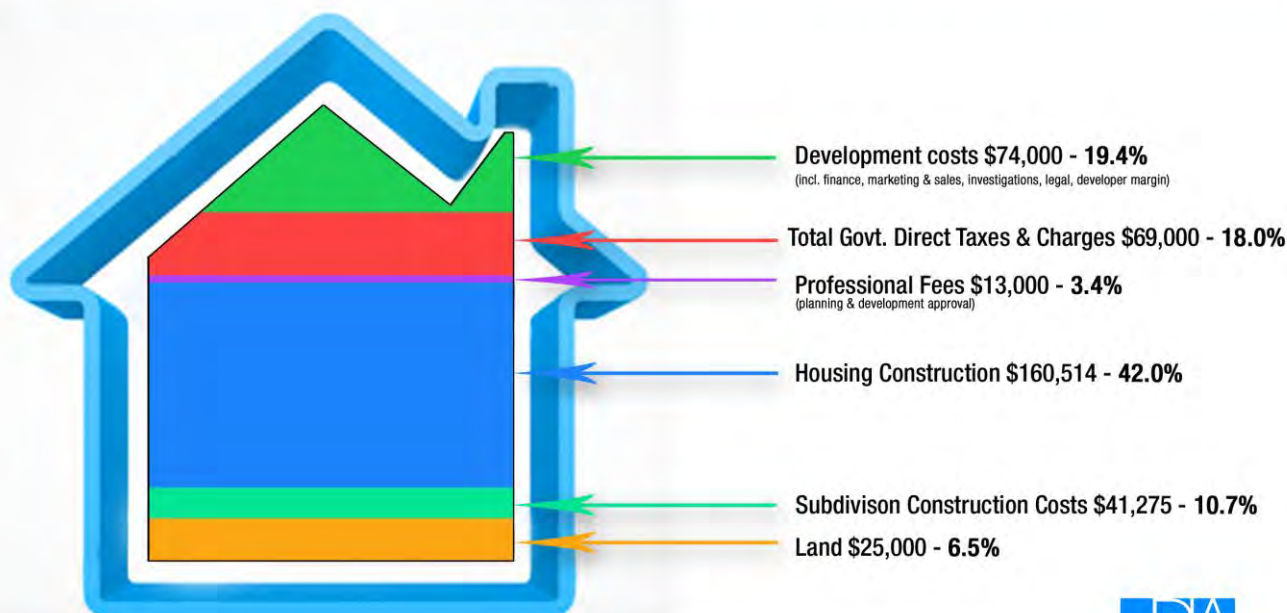 Development costs $74,000 - 19.4%
(incl. finance, marketing & sales, investigations, legal, developer margin)
Total Govt. Direct Taxes & Charges $69,000 - 18.0%
Professional Fees $13,000 - 3.4%
(planning & development approval)
Housing Construction $160,514 - 42.0%
Subdivison Construction Costs $41,275 - 10.7%
Land $25,000 - 6.5%